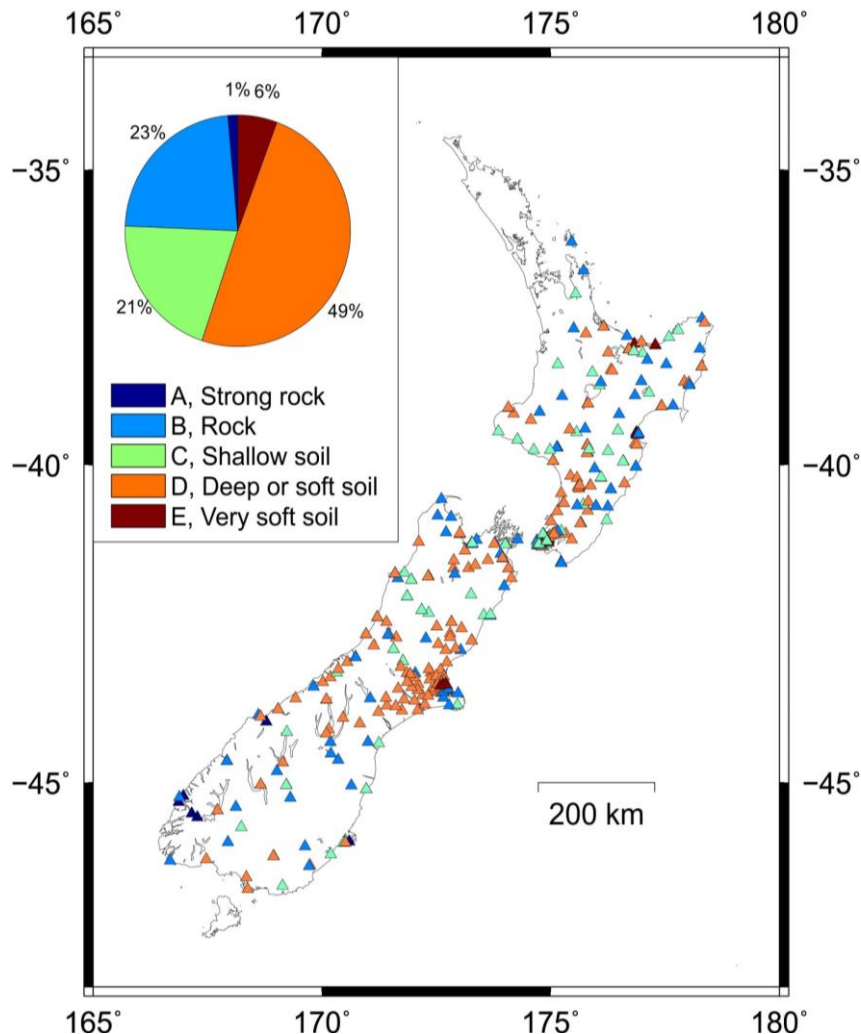 165˚ 170˚ 175˚ 180˚
1% 6%
23%
−35˚ −35˚
21% 49%
A, Strong rock
B, Rock
C, Shallow soil
D, Deep or soft soil
E, Very soft soil
−40˚ −40˚
−45˚ −45˚
200 km
165˚ 170˚ 175˚ 180˚